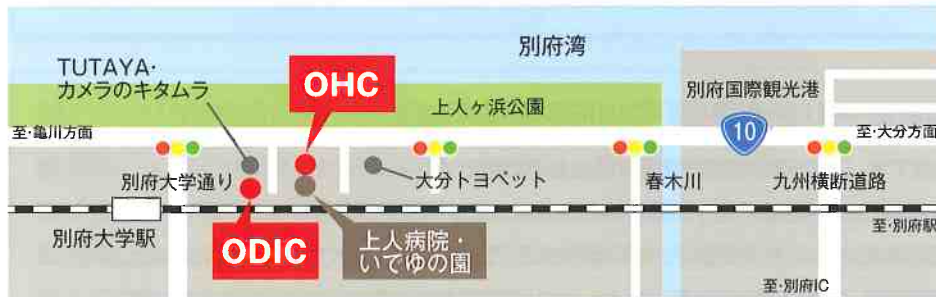 別府湾
TUTAYA・
カメラのキタムラ
OHC
上人ヶ浜公園
別府国際観光港
10
至・亀川方面
至・大分方面
別府大学通り
大分トヨペット
春木川
九州横断道路
別府大学駅
ODIC
上人病院・
いでゆの園
至・別府駅
至・別府IC